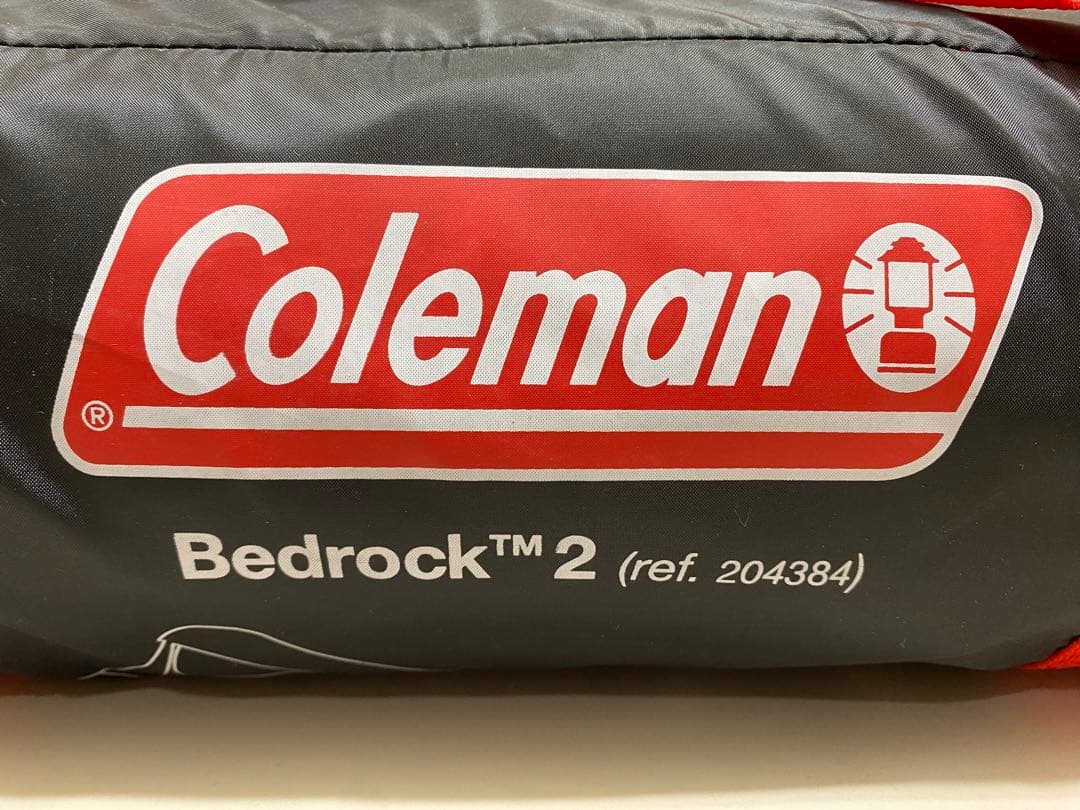 Coleman
®
Bedrock™ 2 (ref. 204384)